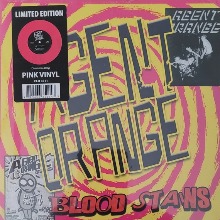 LIMITED EDITION
PINK VINYL
AGENT
ORANGE
AGENT
ORANGE
BLOOD STAINS